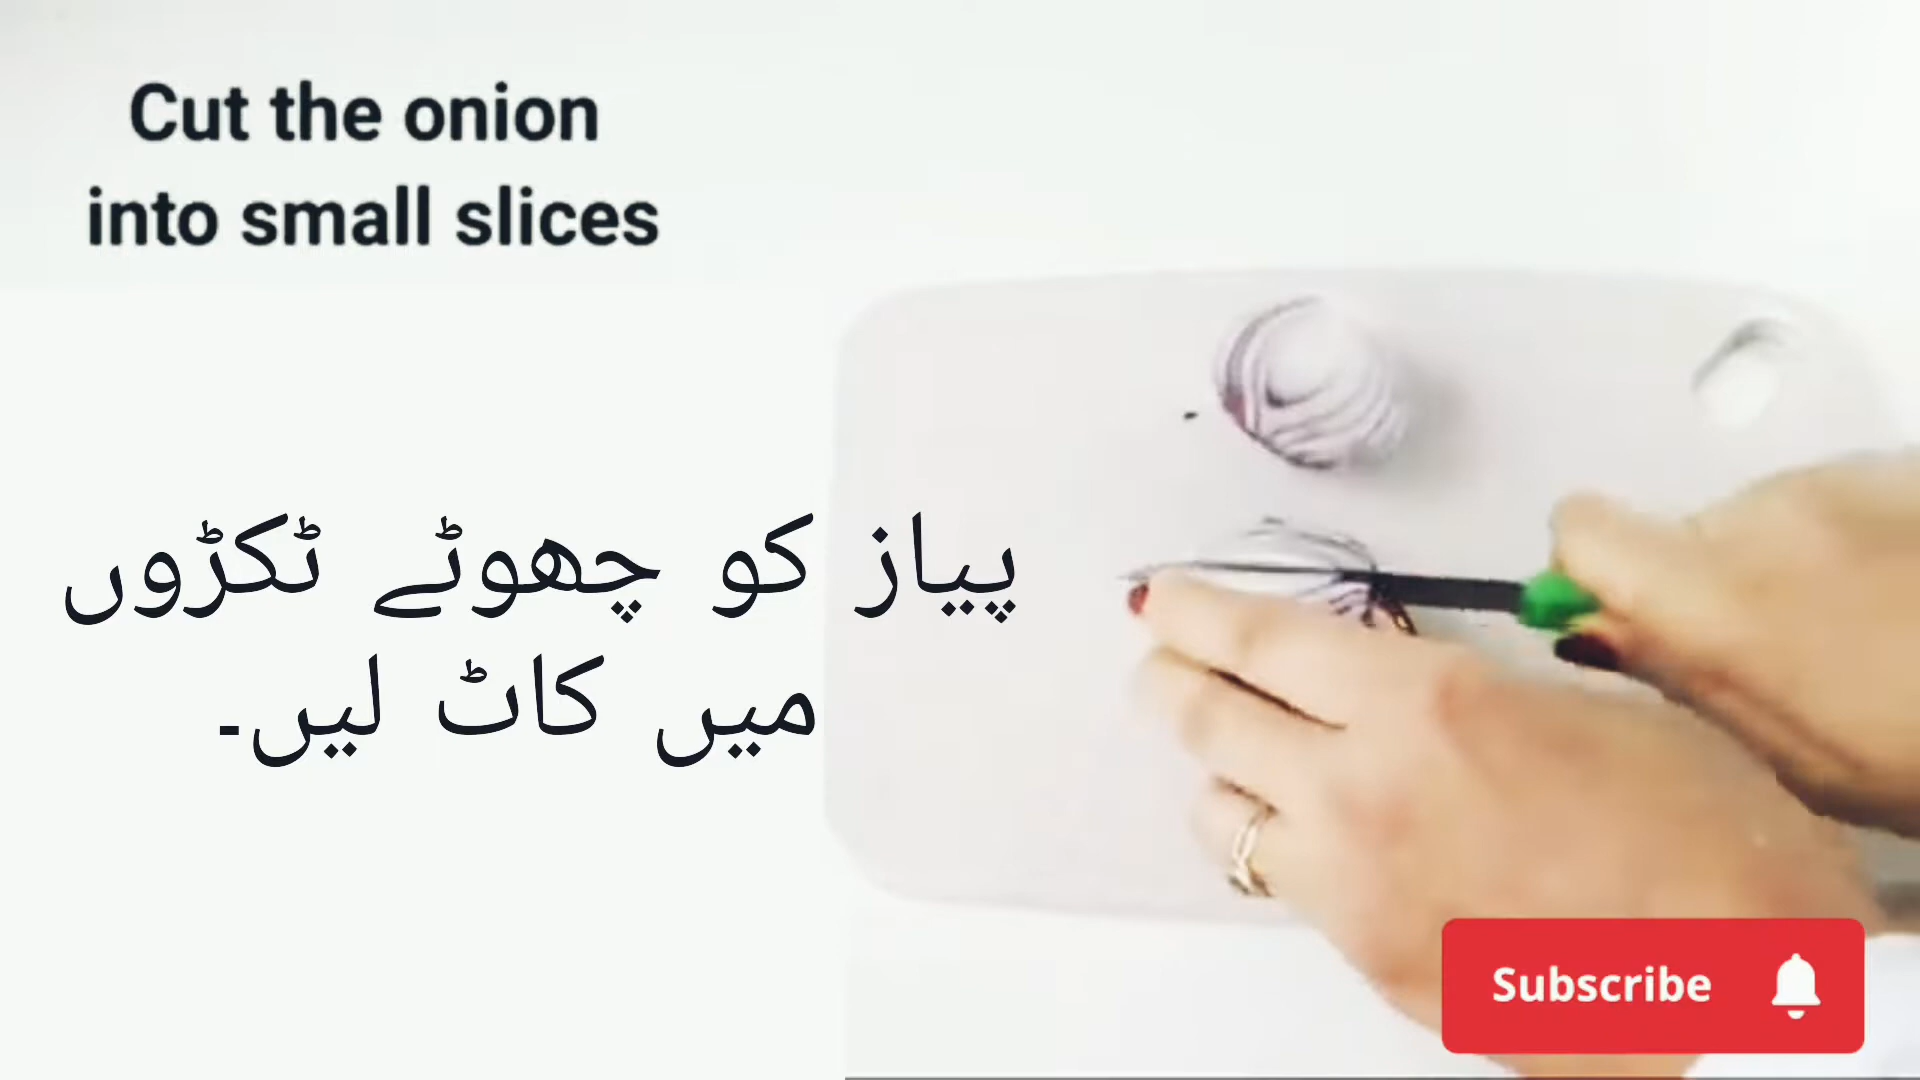 Cut the onion
into small slices
پیاز کو چھوٹے ٹکڑوں
میں کاٹ لیں۔
Subscribe